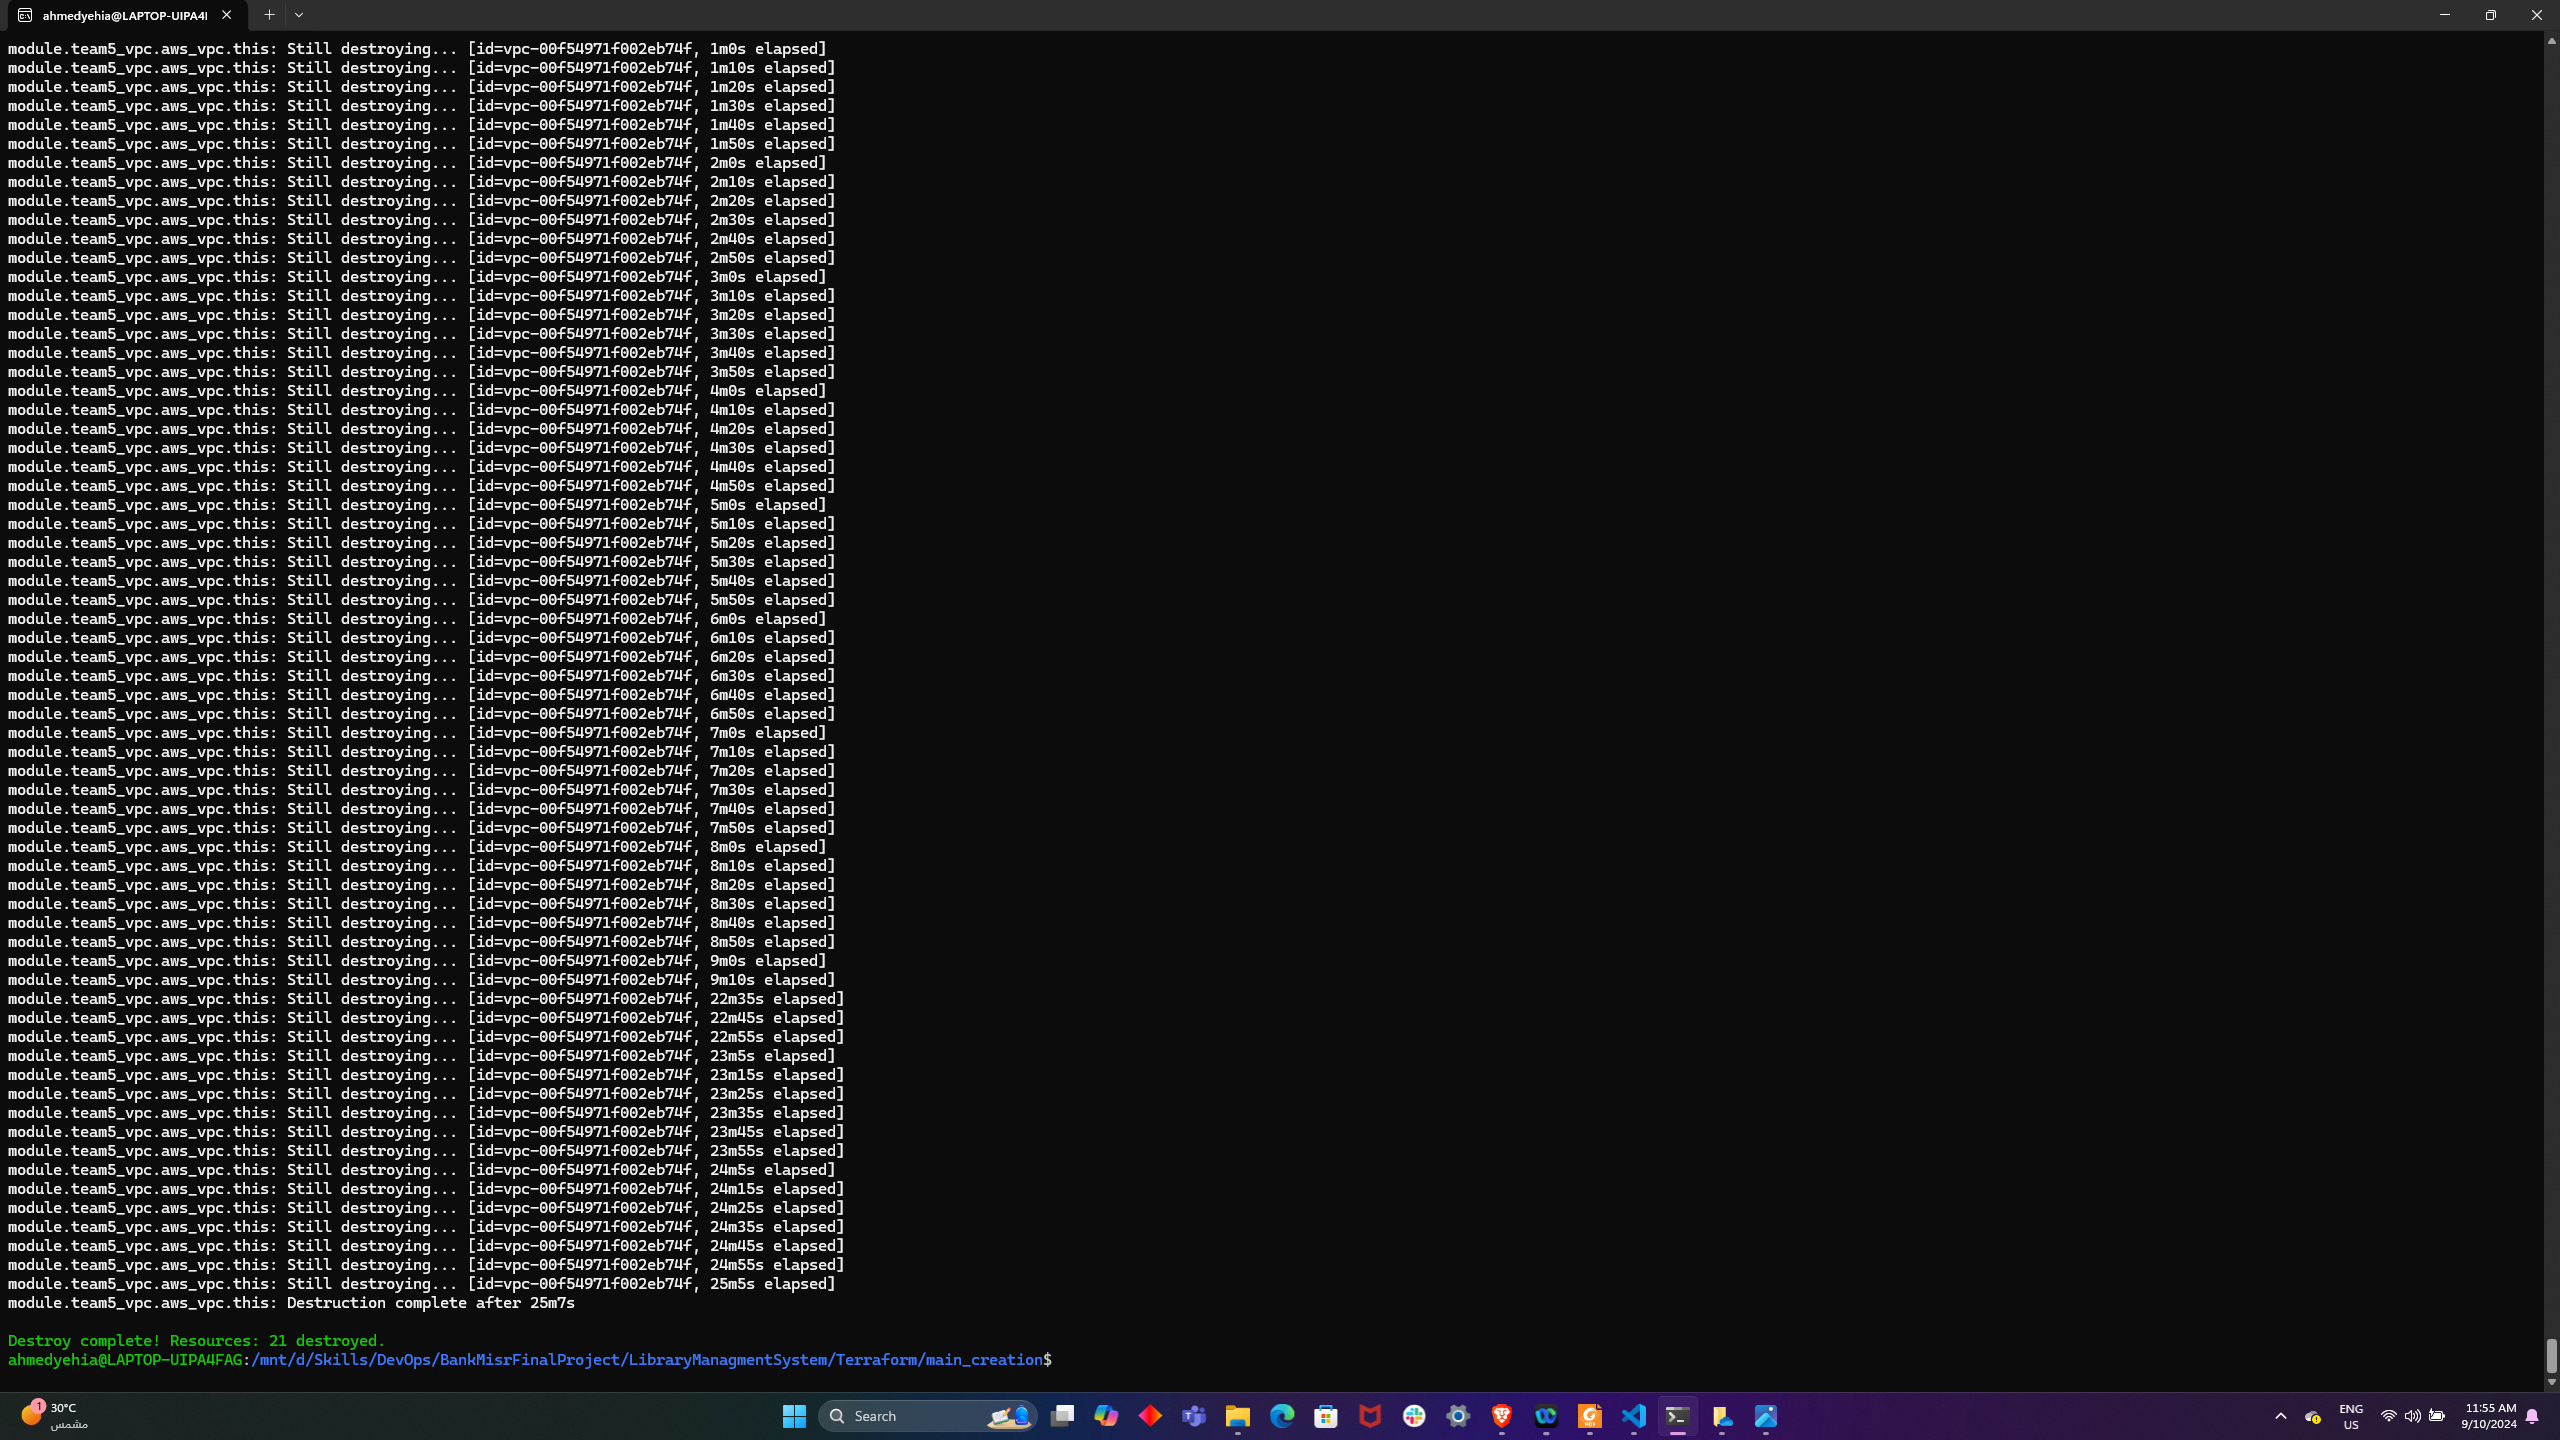 ahmedyehia@LAPTOP-UIPA4I
module.team5_vpc.aws_vpc.this: Still destroying... [id=vpc-00f54971f002eb74f, 1m0s elapsed]
module.team5_vpc.aws_vpc.this: Still destroying... [id=vpc-00f54971f002eb74f, 1m10s elapsed]
module.team5_vpc.aws_vpc.this: Still destroying... [id=vpc-00f54971f002eb74f, 1m20s elapsed]
module.team5_vpc.aws_vpc.this: Still destroying... [id=vpc-00f54971f002eb74f, 1m30s elapsed]
module.team5_vpc.aws_vpc.this: Still destroying... [id=vpc-00f54971f002eb74f, 1m40s elapsed]
module.team5_vpc.aws_vpc.this: Still destroying... [id=vpc-00f54971f002eb74f, 1m50s elapsed]
module.team5_vpc.aws_vpc.this: Still destroying... [id=vpc-00f54971f002eb74f, 2m0s elapsed]
module.team5_vpc.aws_vpc.this: Still destroying... [id=vpc-00f54971f002eb74f, 2m10s elapsed]
module.team5_vpc.aws_vpc.this: Still destroying... [id=vpc-00f54971f002eb74f, 2m20s elapsed]
module.team5_vpc.aws_vpc.this: Still destroying... [id=vpc-00f54971f002eb74f, 2m30s elapsed]
module.team5_vpc.aws_vpc.this: Still destroying... [id=vpc-00f54971f002eb74f, 2m40s elapsed]
module.team5_vpc.aws_vpc.this: Still destroying... [id=vpc-00f54971f002eb74f, 2m50s elapsed]
module.team5_vpc.aws_vpc.this: Still destroying... [id=vpc-00f54971f002eb74f, 3m0s elapsed]
module.team5_vpc.aws_vpc.this: Still destroying... [id=vpc-00f54971f002eb74f, 3m10s elapsed]
module.team5_vpc.aws_vpc.this: Still destroying... [id=vpc-00f54971f002eb74f, 3m20s elapsed]
module.team5_vpc.aws_vpc.this: Still destroying... [id=vpc-00f54971f002eb74f, 3m30s elapsed]
module.team5_vpc.aws_vpc.this: Still destroying... [id=vpc-00f54971f002eb74f, 3m40s elapsed]
module.team5_vpc.aws_vpc.this: Still destroying... [id=vpc-00f54971f002eb74f, 3m50s elapsed]
module.team5_vpc.aws_vpc.this: Still destroying... [id=vpc-00f54971f002eb74f, 4m0s elapsed]
module.team5_vpc.aws_vpc.this: Still destroying... [id=vpc-00f54971f002eb74f, 4m10s elapsed]
module.team5_vpc.aws_vpc.this: Still destroying... [id=vpc-00f54971f002eb74f, 4m20s elapsed]
module.team5_vpc.aws_vpc.this: Still destroying... [id=vpc-00f54971f002eb74f, 4m30s elapsed]
module.team5_vpc.aws_vpc.this: Still destroying... [id=vpc-00f54971f002eb74f, 4m40s elapsed]
module.team5_vpc.aws_vpc.this: Still destroying... [id=vpc-00f54971f002eb74f, 4m50s elapsed]
module.team5_vpc.aws_vpc.this: Still destroying... [id=vpc-00f54971f002eb74f, 5m0s elapsed]
module.team5_vpc.aws_vpc.this: Still destroying... [id=vpc-00f54971f002eb74f, 5m10s elapsed]
module.team5_vpc.aws_vpc.this: Still destroying... [id=vpc-00f54971f002eb74f, 5m20s elapsed]
module.team5_vpc.aws_vpc.this: Still destroying... [id=vpc-00f54971f002eb74f, 5m30s elapsed]
module.team5_vpc.aws_vpc.this: Still destroying... [id=vpc-00f54971f002eb74f, 5m40s elapsed]
module.team5_vpc.aws_vpc.this: Still destroying... [id=vpc-00f54971f002eb74f, 5m50s elapsed]
module.team5_vpc.aws_vpc.this: Still destroying... [id=vpc-00f54971f002eb74f, 6m0s elapsed]
module.team5_vpc.aws_vpc.this: Still destroying... [id=vpc-00f54971f002eb74f, 6m10s elapsed]
module.team5_vpc.aws_vpc.this: Still destroying... [id=vpc-00f54971f002eb74f, 6m20s elapsed]
module.team5_vpc.aws_vpc.this: Still destroying... [id=vpc-00f54971f002eb74f, 6m30s elapsed]
module.team5_vpc.aws_vpc.this: Still destroying... [id=vpc-00f54971f002eb74f, 6m40s elapsed]
module.team5_vpc.aws_vpc.this: Still destroying... [id=vpc-00f54971f002eb74f, 6m50s elapsed]
module.team5_vpc.aws_vpc.this: Still destroying... [id=vpc-00f54971f002eb74f, 7m0s elapsed]
module.team5_vpc.aws_vpc.this: Still destroying... [id=vpc-00f54971f002eb74f, 7m10s elapsed]
module.team5_vpc.aws_vpc.this: Still destroying... [id=vpc-00f54971f002eb74f, 7m20s elapsed]
module.team5_vpc.aws_vpc.this: Still destroying... [id=vpc-00f54971f002eb74f, 7m30s elapsed]
module.team5_vpc.aws_vpc.this: Still destroying... [id=vpc-00f54971f002eb74f, 7m40s elapsed]
module.team5_vpc.aws_vpc.this: Still destroying... [id=vpc-00f54971f002eb74f, 7m50s elapsed]
module.team5_vpc.aws_vpc.this: Still destroying... [id=vpc-00f54971f002eb74f, 8m0s elapsed]
module.team5_vpc.aws_vpc.this: Still destroying... [id=vpc-00f54971f002eb74f, 8m10s elapsed]
module.team5_vpc.aws_vpc.this: Still destroying... [id=vpc-00f54971f002eb74f, 8m20s elapsed]
module.team5_vpc.aws_vpc.this: Still destroying... [id=vpc-00f54971f002eb74f, 8m30s elapsed]
module.team5_vpc.aws_vpc.this: Still destroying... [id=vpc-00f54971f002eb74f, 8m40s elapsed]
module.team5_vpc.aws_vpc.this: Still destroying... [id=vpc-00f54971f002eb74f, 8m50s elapsed]
module.team5_vpc.aws_vpc.this: Still destroying... [id=vpc-00f54971f002eb74f, 9m0s elapsed]
module.team5_vpc.aws_vpc.this: Still destroying... [id=vpc-00f54971f002eb74f, 9m10s elapsed]
module.team5_vpc.aws_vpc.this: Still destroying... [id=vpc-00f54971f002eb74f, 22m35s elapsed]
module.team5_vpc.aws_vpc.this: Still destroying... [id=vpc-00f54971f002eb74f, 22m45s elapsed]
module.team5_vpc.aws_vpc.this: Still destroying... [id=vpc-00f54971f002eb74f, 22m55s elapsed]
module.team5_vpc.aws_vpc.this: Still destroying... [id=vpc-00f54971f002eb74f, 23m5s elapsed]
module.team5_vpc.aws_vpc.this: Still destroying... [id=vpc-00f54971f002eb74f, 23m15s elapsed]
module.team5_vpc.aws_vpc.this: Still destroying... [id=vpc-00f54971f002eb74f, 23m25s elapsed]
module.team5_vpc.aws_vpc.this: Still destroying... [id=vpc-00f54971f002eb74f, 23m35s elapsed]
module.team5_vpc.aws_vpc.this: Still destroying... [id=vpc-00f54971f002eb74f, 23m45s elapsed]
module.team5_vpc.aws_vpc.this: Still destroying... [id=vpc-00f54971f002eb74f, 23m55s elapsed]
module.team5_vpc.aws_vpc.this: Still destroying... [id=vpc-00f54971f002eb74f, 24m5s elapsed]
module.team5_vpc.aws_vpc.this: Still destroying... [id=vpc-00f54971f002eb74f, 24m15s elapsed]
module.team5_vpc.aws_vpc.this: Still destroying... [id=vpc-00f54971f002eb74f, 24m25s elapsed]
module.team5_vpc.aws_vpc.this: Still destroying... [id=vpc-00f54971f002eb74f, 24m35s elapsed]
module.team5_vpc.aws_vpc.this: Still destroying... [id=vpc-00f54971f002eb74f, 24m45s elapsed]
module.team5_vpc.aws_vpc.this: Still destroying... [id=vpc-00f54971f002eb74f, 24m55s elapsed]
module.team5_vpc.aws_vpc.this: Still destroying... [id=vpc-00f54971f002eb74f, 25m5s elapsed]
module.team5_vpc.aws_vpc.this: Destruction complete after 25m7s
Destroy complete! Resources: 21 destroyed.
ahmedyehia@LAPTOP-UIPA4FAG:/mnt/d/Skills/DevOps/BankMisrFinalProject/LibraryManagmentSystem/Terraform/main_creation$
1
30°C
مشمس
Search
ENG
US
11:55 AM
9/10/2024